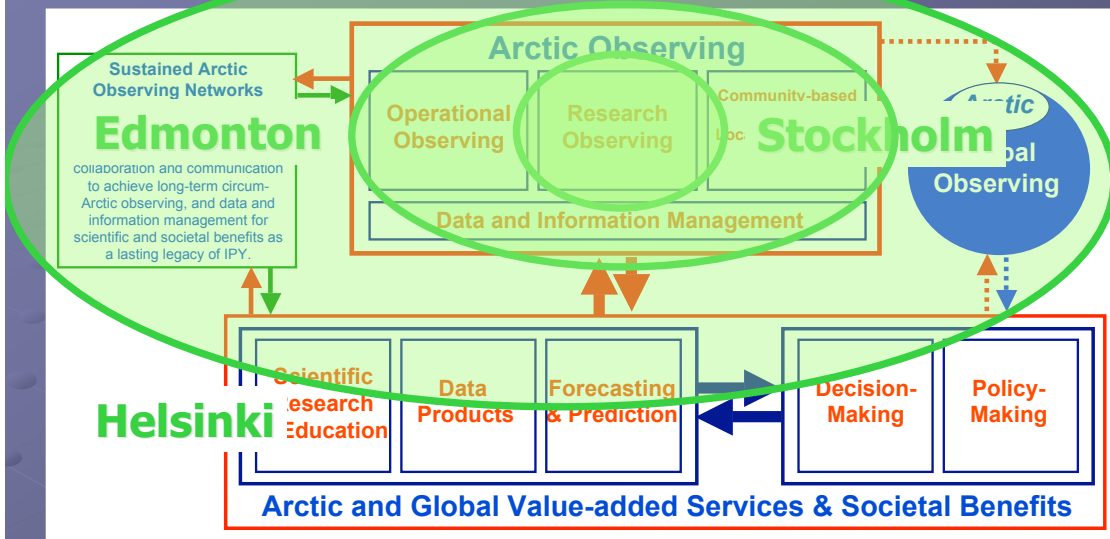 Arctic Observing
Sustained Arctic
Observing Networks
Edmonton
collaboration and communication
to achieve long-term circum-
Arctic observing, and data and
information management for
scientific and societal benefits as
a lasting legacy of IPY.
Operational
Observing
Research
Observing
Community-based
Stockholm
Data and Information Management
Arctic
Observing
Helsinki
Scientific
Research
Education
Data
Products
Forecasting
& Prediction
Decision-
Making
Policy-
Making
Arctic and Global Value-added Services & Societal Benefits